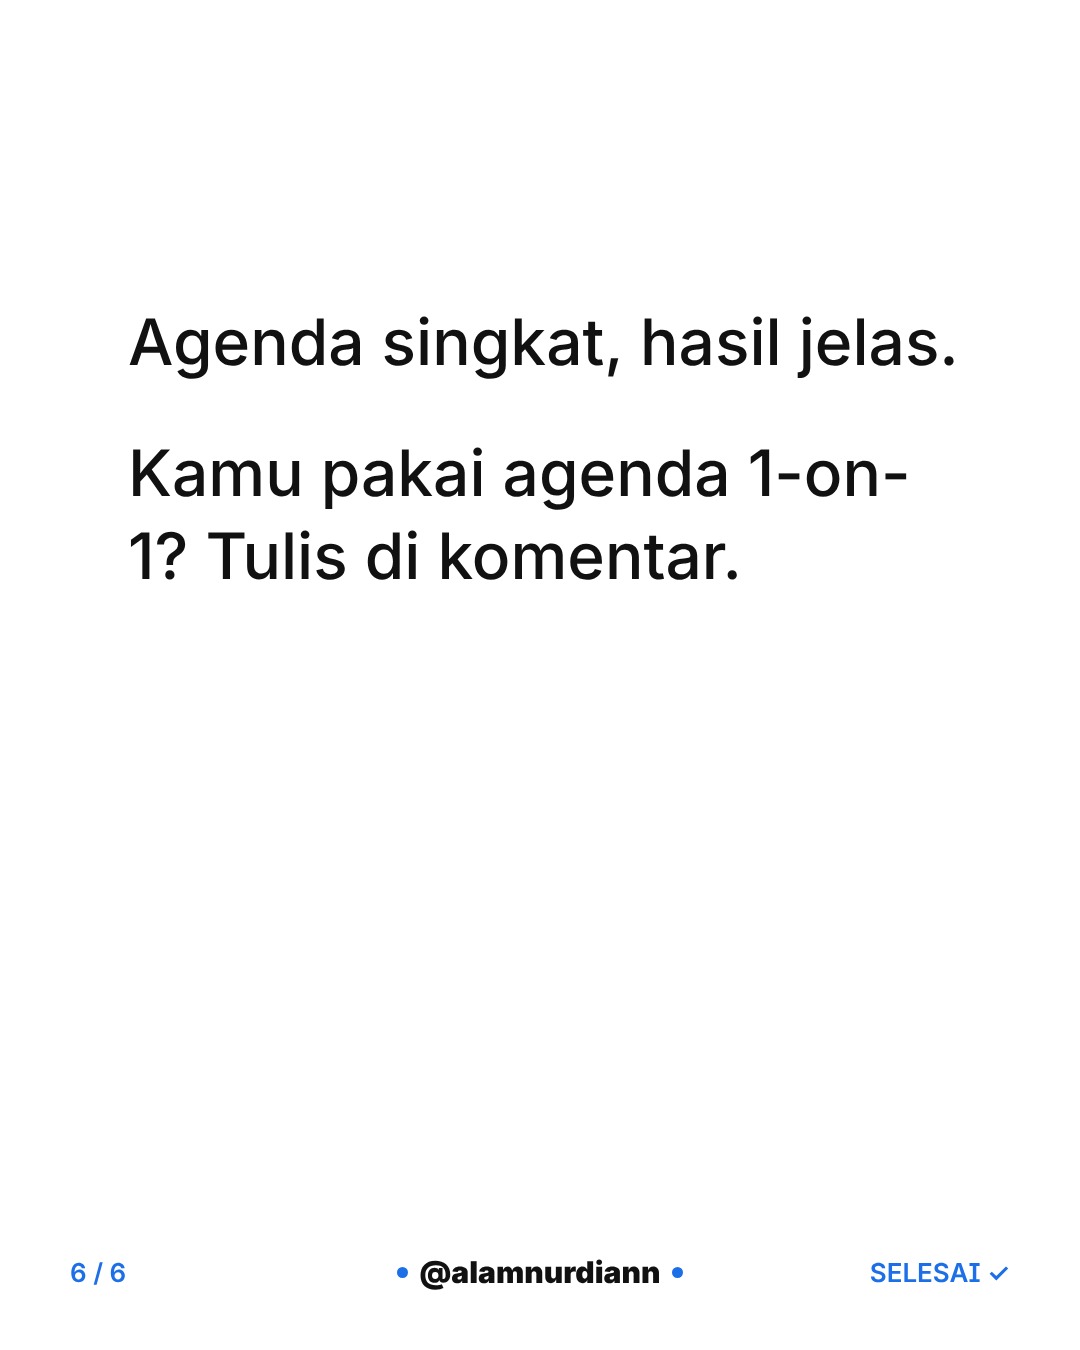 Agenda singkat, hasil jelas.
Kamu pakai agenda 1-on-
1? Tulis di komentar.
6 / 6
• @alamnurdiann •
SELESAI ✓